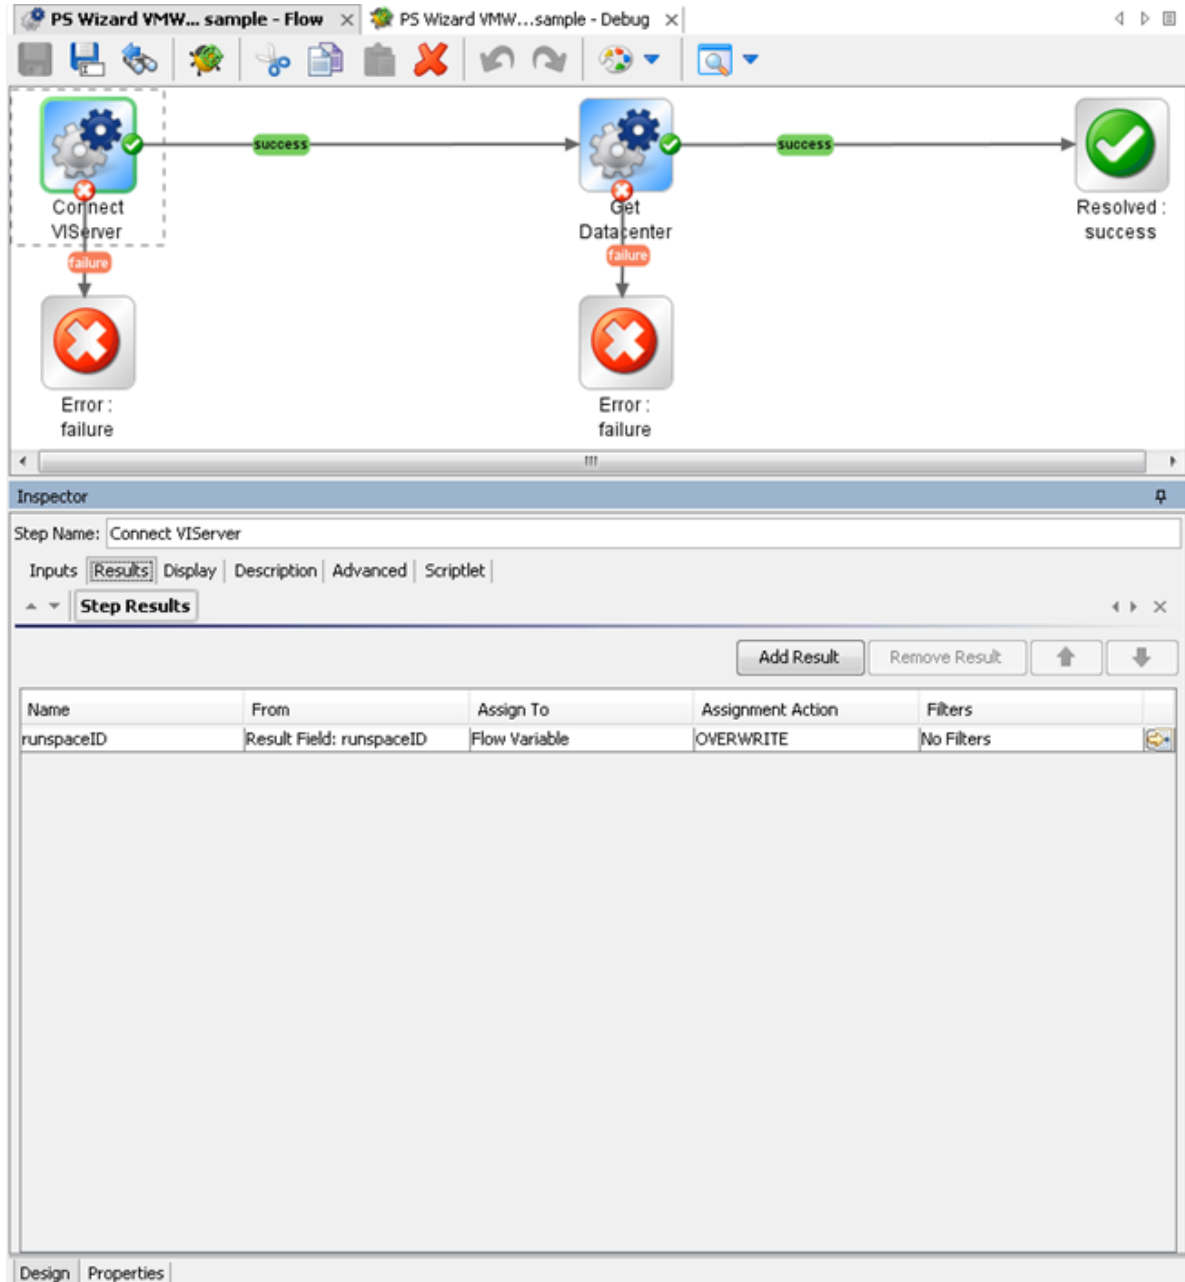 PS Wizard VMW... sample - Flow
PS Wizard VMW...sample - Debug
success
success
Connect
VIServer
Get
Datacenter
Resolved :
success
failure
failure
Error :
failure
Error :
failure
Inspector
Step Name: Connect VIServer
Inputs Results Display Description Advanced Scriptlet
Step Results
Add Result Remove Result
Name From Assign To Assignment Action Filters
runspaceID Result Field: runspaceID Flow Variable OVERWRITE No Filters
Design Properties